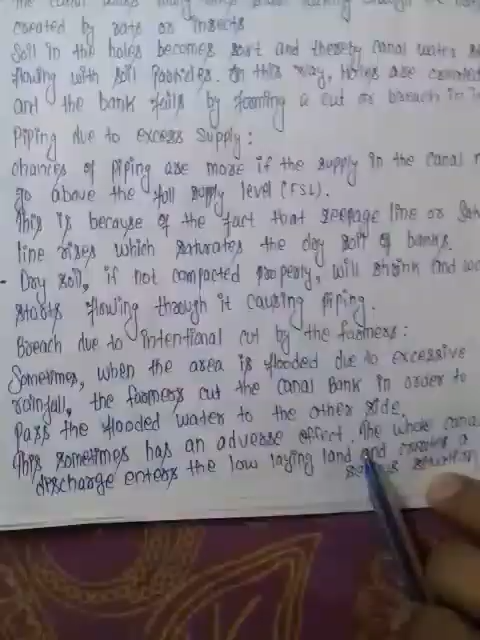 created by rats or insects
Soil in the holes becomes soft and thereby canal water
flowing with soil Particles. In this way, Holes are created
and the bank fails by forming a cut or breach in
Piping due to excess supply:
chances of piping are more if the supply in the canal
go above the full supply level (FSL).
This is because of the fact that seepage line or
line rises which saturates the dry soil of banks.
- Dry soil, if not compacted properly, will shrink and
starts flowing through it causing piping.
Breach due to intentional cut by the farmers:
Sometimes, when the area is flooded due to excessive
rainfall, the farmers cut the canal Bank in order to
Pass the flooded water to the other side.
This sometimes has an adverse effect. The whole canal
discharge enters the low laying land and creates a
situation